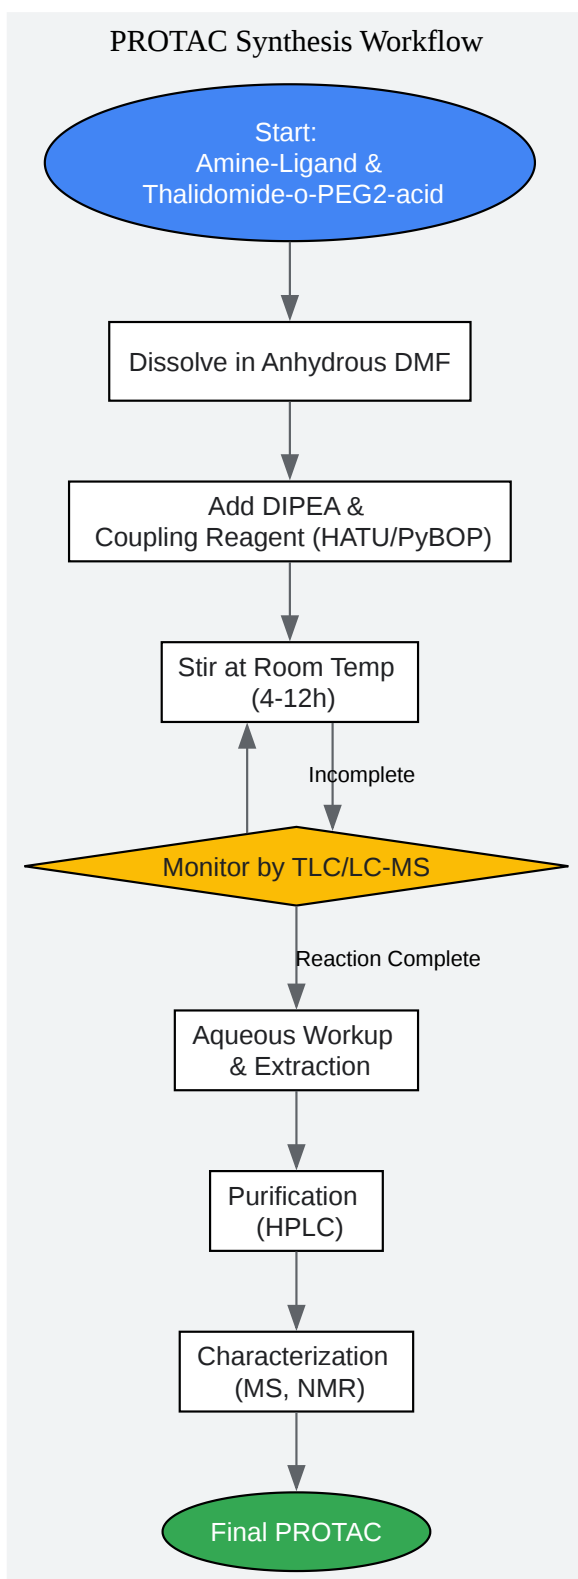 PROTAC Synthesis Workflow
Start:
Amine-Ligand &
Thalidomide-o-PEG2-acid
Dissolve in Anhydrous DMF
Add DIPEA &
Coupling Reagent (HATU/PyBOP)
Stir at Room Temp
(4-12h)
Incomplete
Monitor by TLC/LC-MS
Reaction Complete
Aqueous Workup
& Extraction
Purification
(HPLC)
Characterization
(MS, NMR)
Final PROTAC